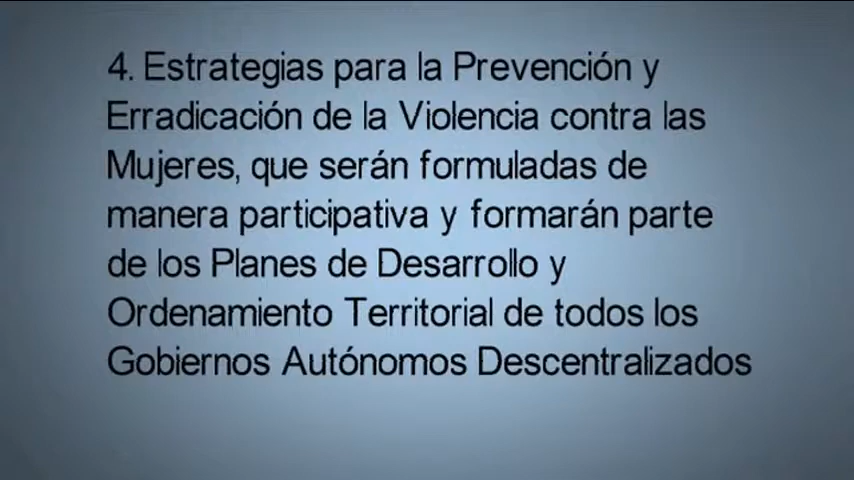 4. Estrategias para la Prevención y
Erradicación de la Violencia contra las
Mujeres, que serán formuladas de
manera participativa y formarán parte
de los Planes de Desarrollo y
Ordenamiento Territorial de todos los
Gobiernos Autónomos Descentralizados